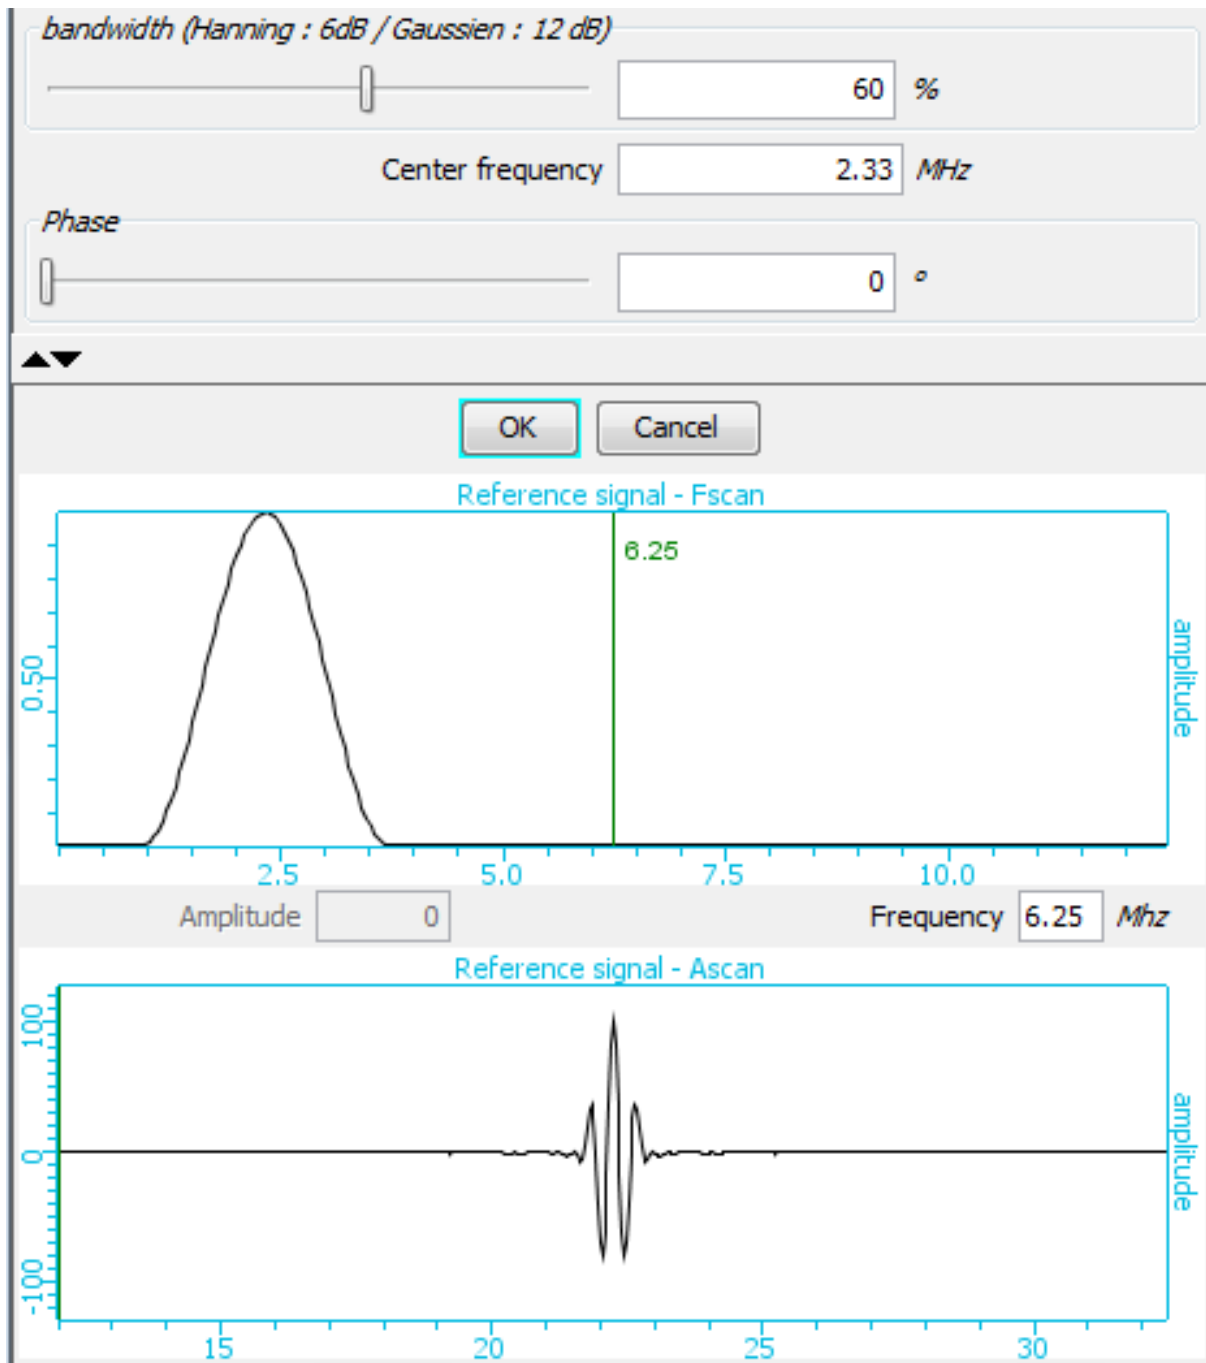 bandwidth (Hanning : 6dB / Gaussien : 12 dB)
60 %
Center frequency 2.33 MHz
Phase
0 °
OK Cancel
Reference signal - Fscan
6.25
0.50
amplitude
2.5 5.0 7.5 10.0
Amplitude 0 Frequency 6.25 Mhz
Reference signal - Ascan
100
0
-100
amplitude
15 20 25 30